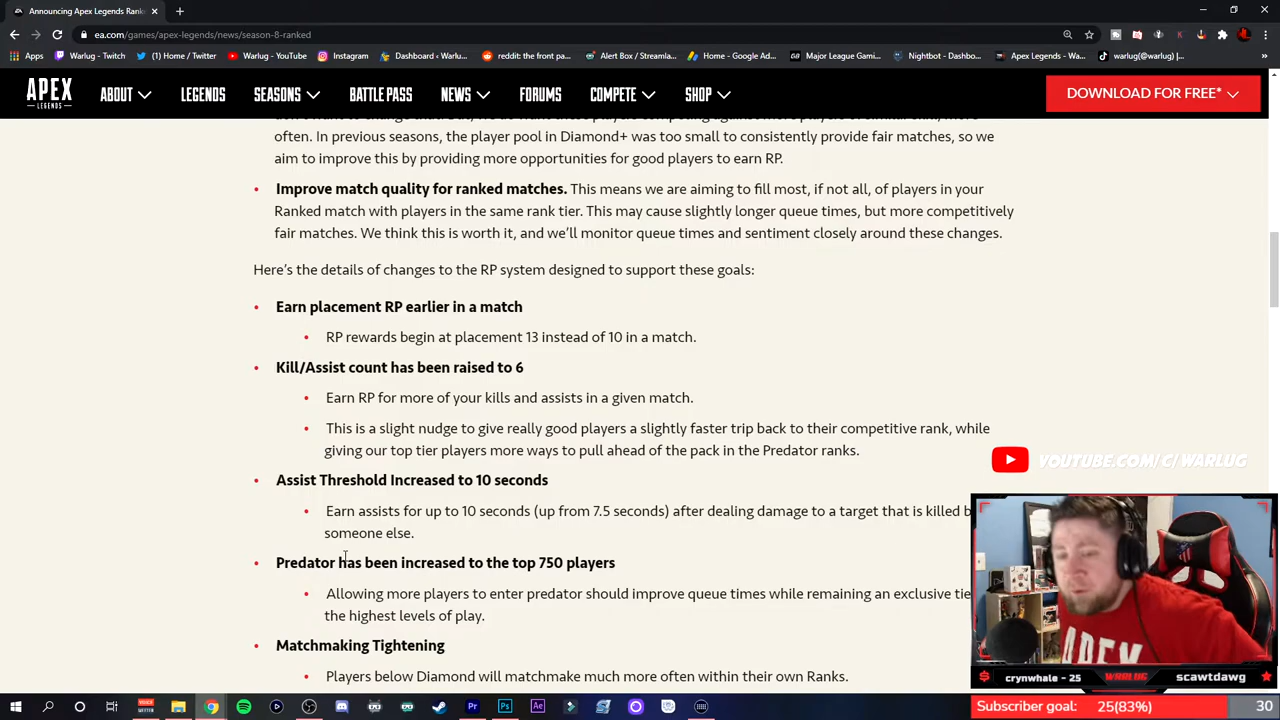 Announcing Apex Legends Ranked
ea.com/games/apex-legends/news/season-8-ranked
Apps
Warlug - Twitch
(1) Home / Twitter
Warlug - YouTube
Instagram
Dashboard ‹ Warlug -...
reddit: the front pa...
Alert Box / Streamla...
Home - Google Ad...
Major League Gami...
Nightbot - Dashbo...
Apex Legends - Wa...
warlug(@warlug) |...
APEX
LEGENDS
ABOUT
LEGENDS
SEASONS
BATTLE PASS
NEWS
FORUMS
COMPETE
SHOP
DOWNLOAD FOR FREE*
often. In previous seasons, the player pool in Diamond+ was too small to consistently provide fair matches, so we
aim to improve this by providing more opportunities for good players to earn RP.
• Improve match quality for ranked matches. This means we are aiming to fill most, if not all, of players in your
Ranked match with players in the same rank tier. This may cause slightly longer queue times, but more competitively
fair matches. We think this is worth it, and we'll monitor queue times and sentiment closely around these changes.
Here's the details of changes to the RP system designed to support these goals:
• Earn placement RP earlier in a match
• RP rewards begin at placement 13 instead of 10 in a match.
• Kill/Assist count has been raised to 6
• Earn RP for more of your kills and assists in a given match.
• This is a slight nudge to give really good players a slightly faster trip back to their competitive rank, while
giving our top tier players more ways to pull ahead of the pack in the Predator ranks.
YOUTUBE.COM/C/WARLUG
• Assist Threshold Increased to 10 seconds
• Earn assists for up to 10 seconds (up from 7.5 seconds) after dealing damage to a target that is killed b
someone else.
• Predator has been increased to the top 750 players
• Allowing more players to enter predator should improve queue times while remaining an exclusive tie
the highest levels of play.
• Matchmaking Tightening
• Players below Diamond will matchmake much more often within their own Ranks.
APEX
crynwhale - 25
WARLUG
scawtdawg
Subscriber goal:
25(83%)
30